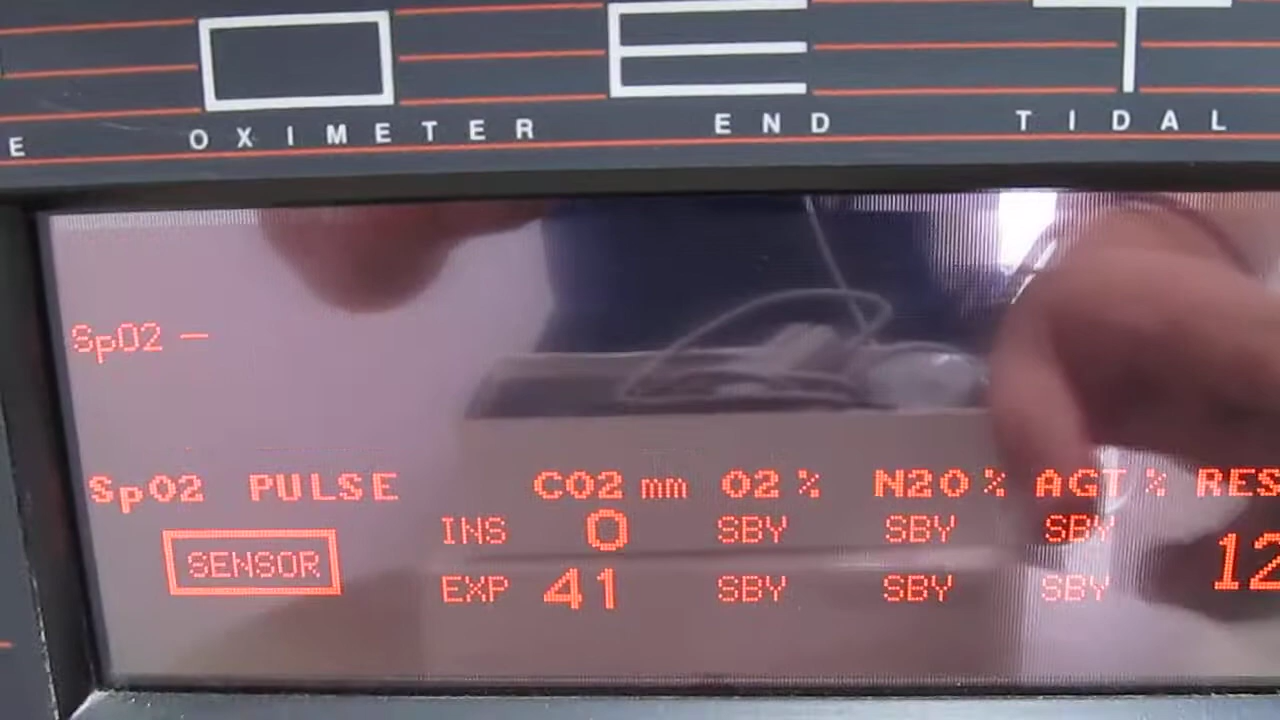 E OXIMETER END TIDAL
SpO2 –
SpO2 PULSE CO2 mm O2 % N2O % AGT % RES
INS 0 SBY SBY SBY
SENSOR 12
EXP 41 SBY SBY SBY